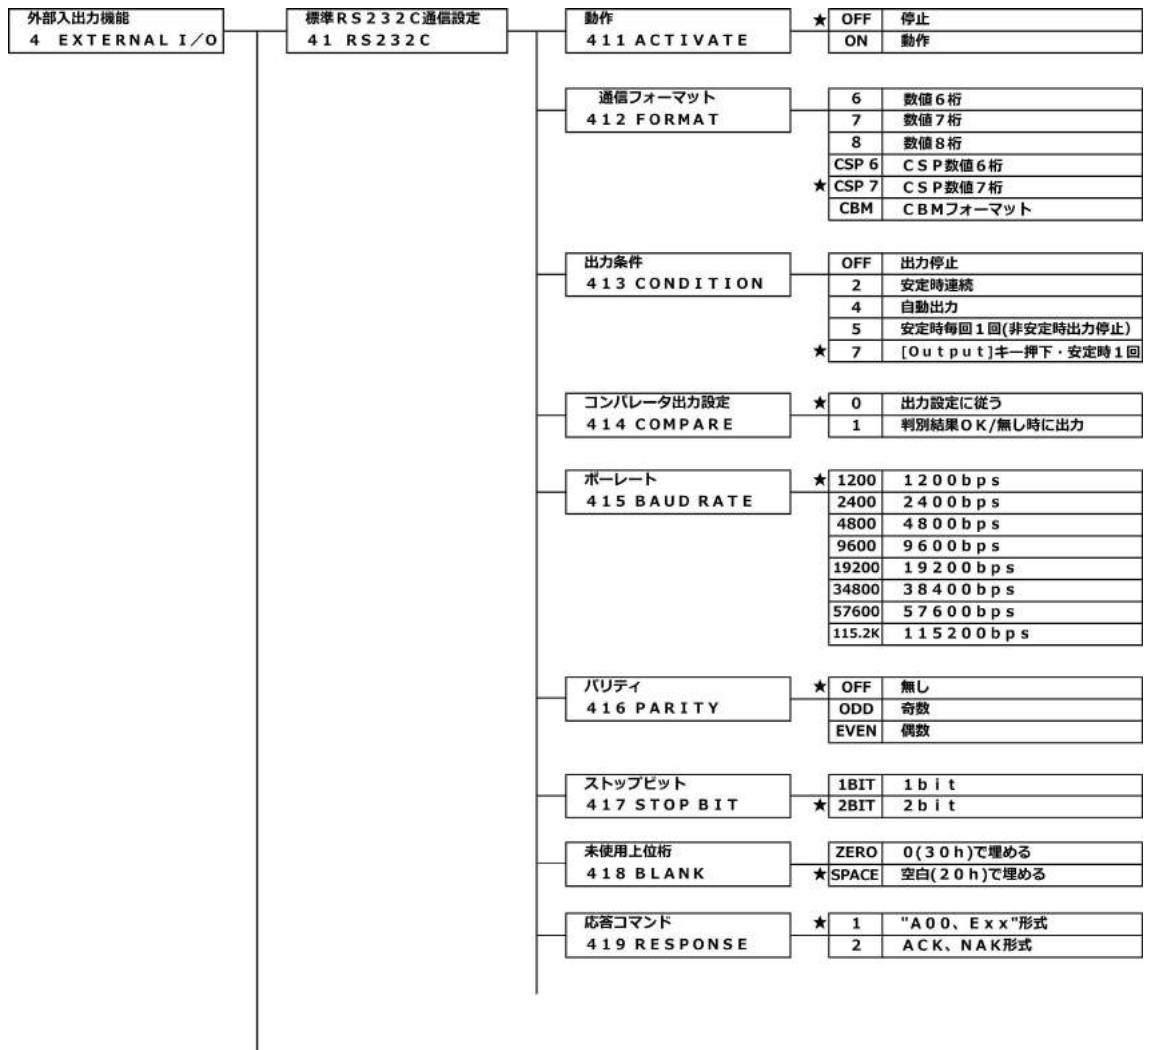 外部入出力機能
4 EXTERNAL I/O
標準RS232C通信設定
41 RS232C
動作
411 ACTIVATE
★ OFF 停止
ON 動作
通信フォーマット
412 FORMAT
6 数値6桁
7 数値7桁
8 数値8桁
CSP 6 CSP数値6桁
★ CSP 7 CSP数値7桁
CBM CBMフォーマット
出力条件
413 CONDITION
OFF 出力停止
2 安定時連続
4 自動出力
5 安定時毎回1回(非安定時出力停止)
★ 7 [Output]キー押下・安定時1回
コンパレータ出力設定
414 COMPARE
★ 0 出力設定に従う
1 判別結果OK/無し時に出力
ボーレート
415 BAUD RATE
★ 1200 1200bps
2400 2400bps
4800 4800bps
9600 9600bps
19200 19200bps
34800 38400bps
57600 57600bps
115.2K 115200bps
パリティ
416 PARITY
★ OFF 無し
ODD 奇数
EVEN 偶数
ストップビット
417 STOP BIT
1BIT 1bit
★ 2BIT 2bit
未使用上位桁
418 BLANK
ZERO 0(30h)で埋める
★ SPACE 空白(20h)で埋める
応答コマンド
419 RESPONSE
★ 1 "A00、Exx"形式
2 ACK、NAK形式